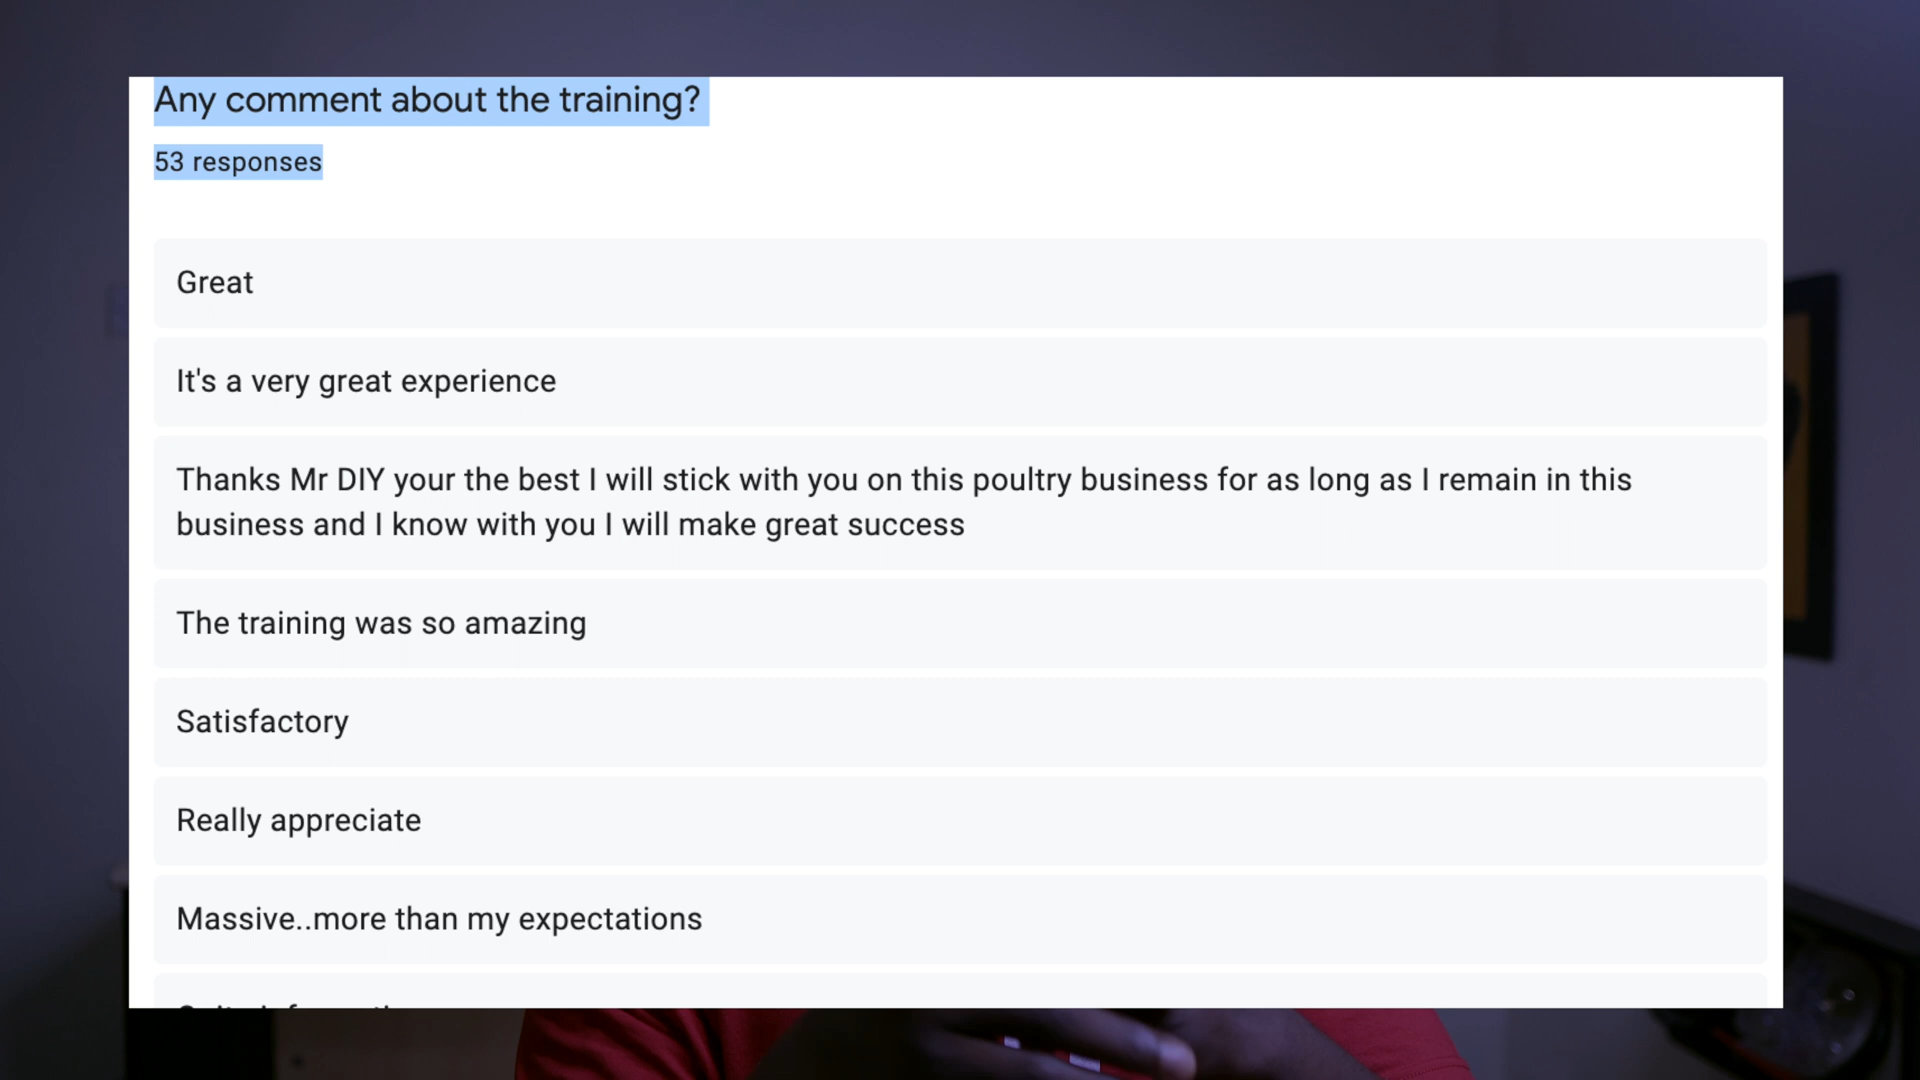 Any comment about the training?
53 responses
Great
It's a very great experience
Thanks Mr DIY your the best I will stick with you on this poultry business for as long as I remain in this
business and I know with you I will make great success
The training was so amazing
Satisfactory
Really appreciate
Massive..more than my expectations